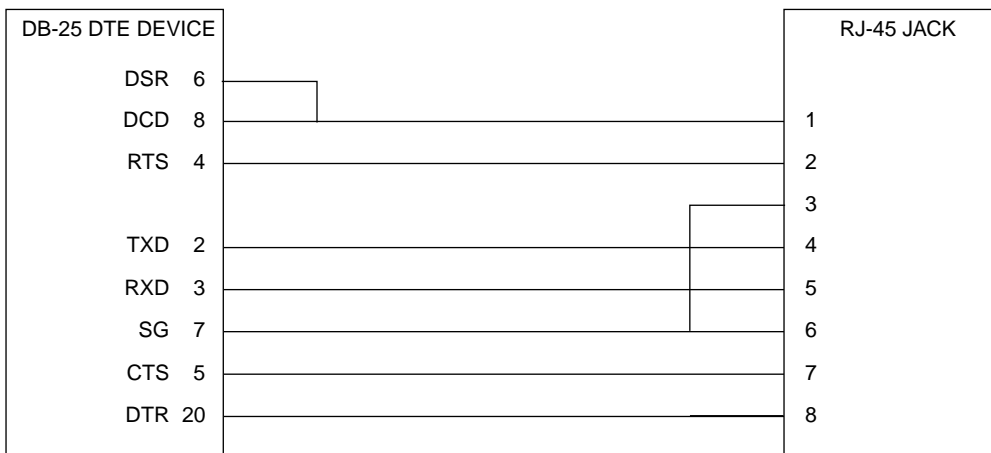 DB-25 DTE DEVICE RJ-45 JACK
DSR 6
DCD 8 1
RTS 4 2
3
TXD 2 4
RXD 3 5
SG 7 6
CTS 5 7
DTR 20 8